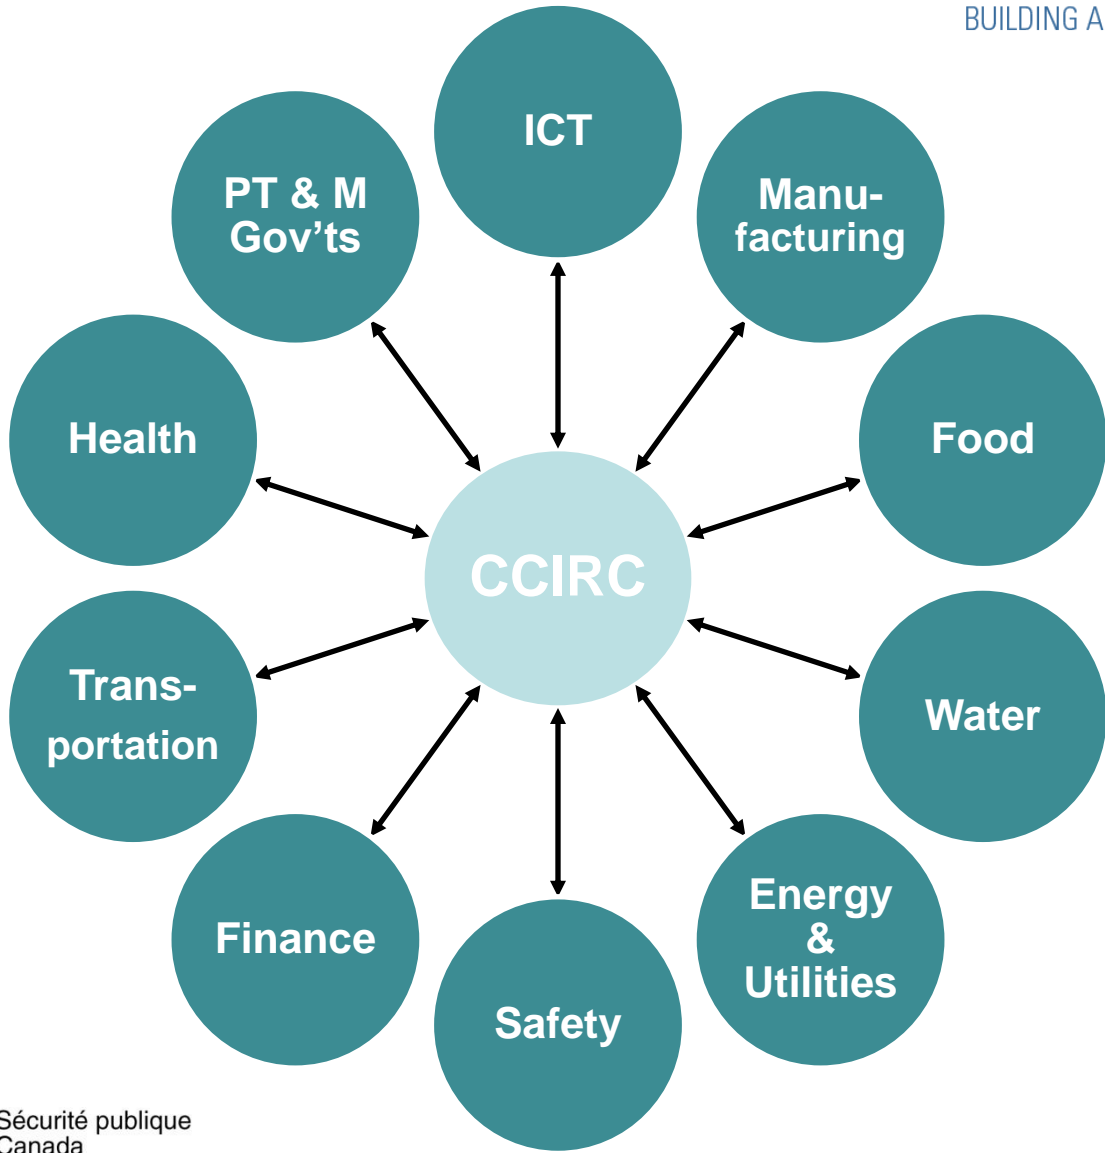 BUILDING A
ICT
PT & M
Gov’ts
Manu-
facturing
Health
Food
CCIRC
Trans-
portation
Water
Finance
Energy
&
Utilities
Safety
Sécurité publique
Canada